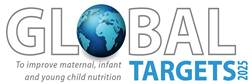 GLOBAL
To improve maternal, infant
and young child nutrition
TARGETS 2025